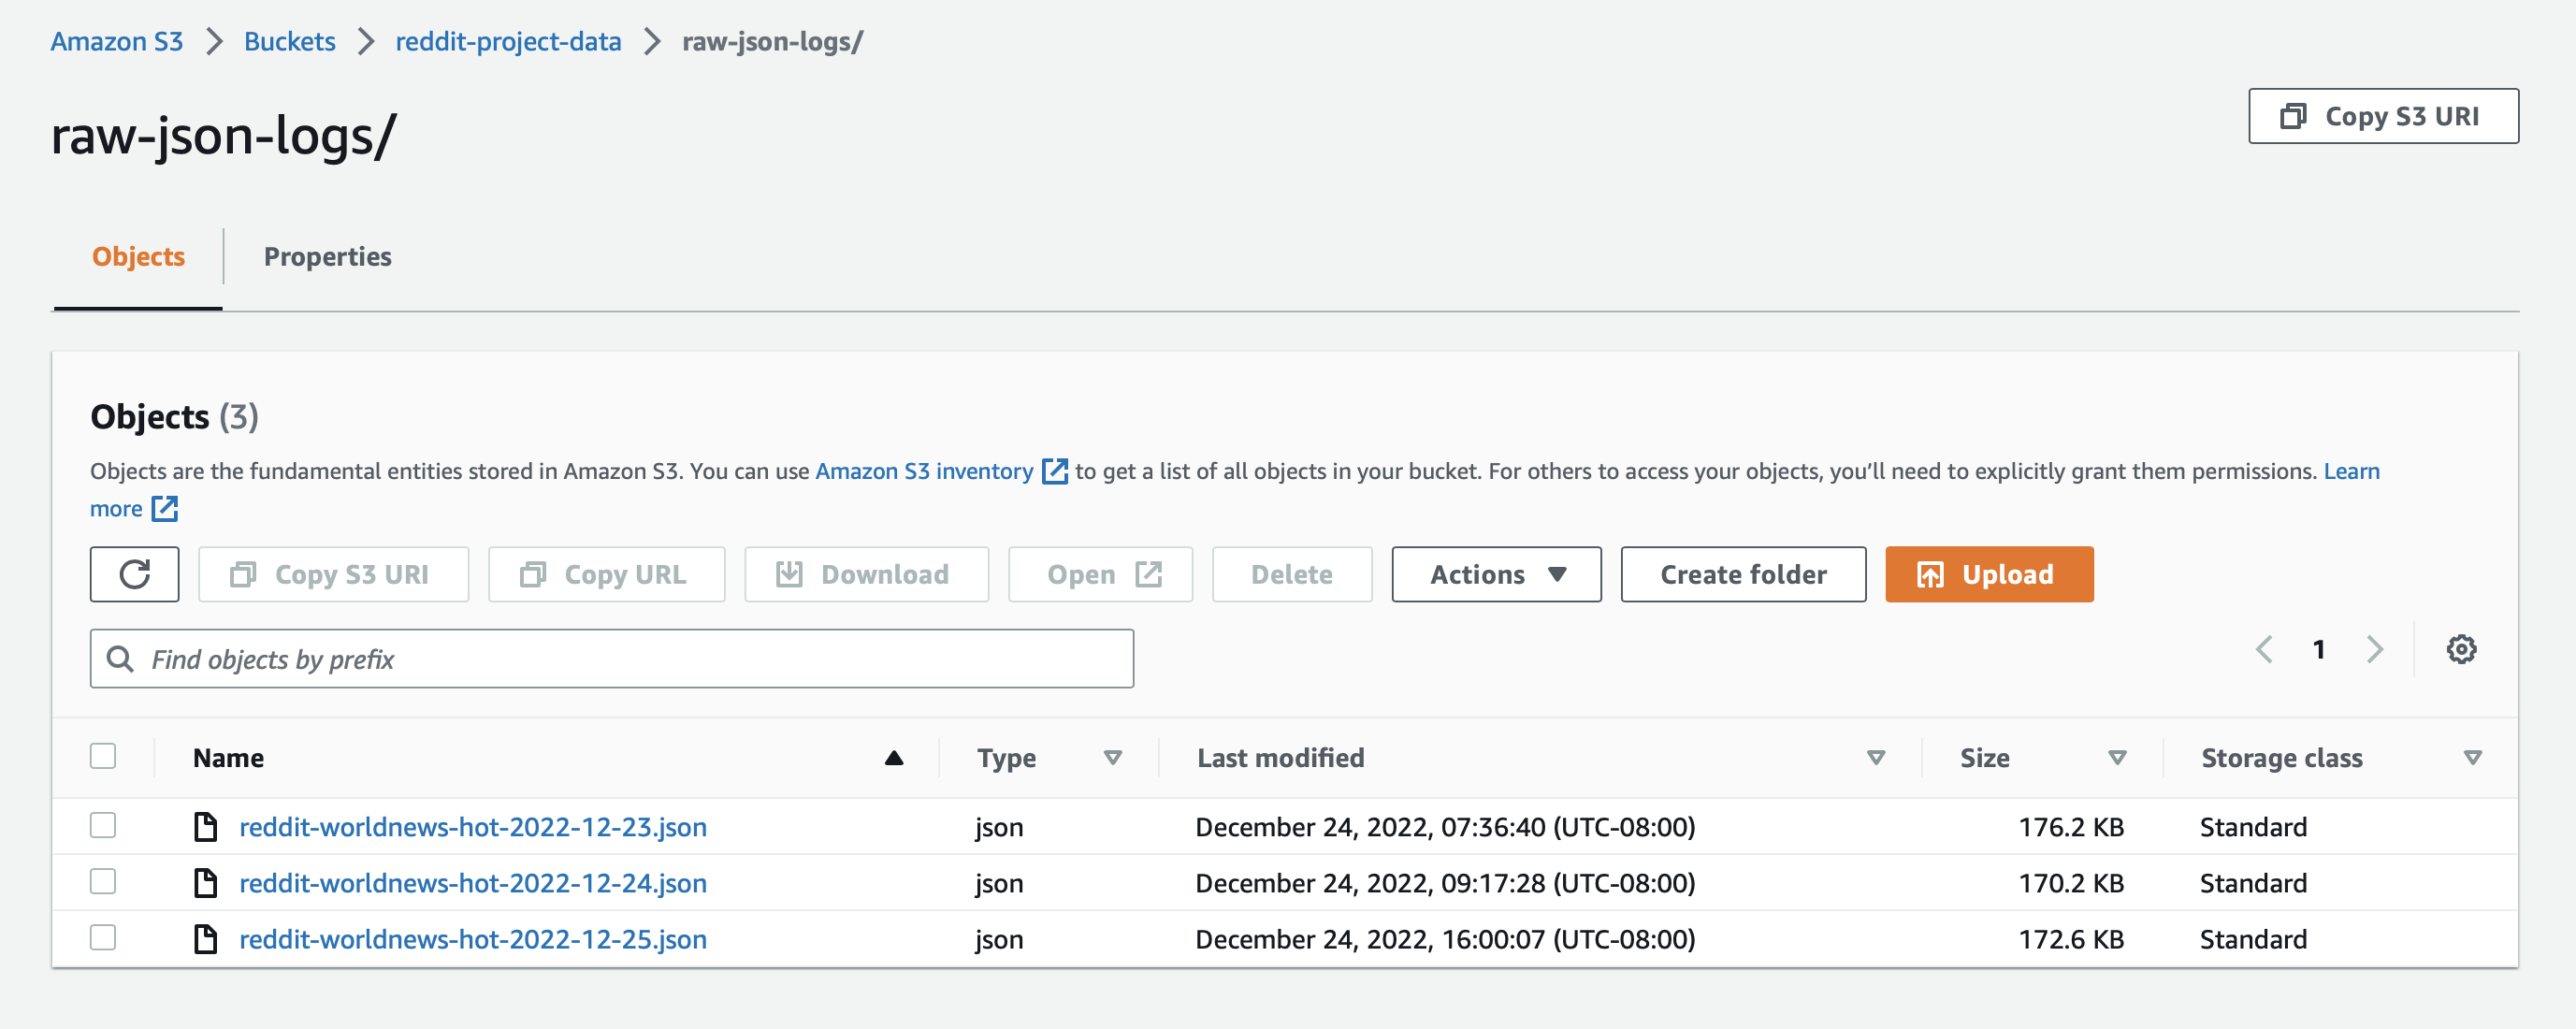 Amazon S3 > Buckets > reddit-project-data > raw-json-logs/
raw-json-logs/
Copy S3 URI
Objects
Properties
Objects (3)
Objects are the fundamental entities stored in Amazon S3. You can use Amazon S3 inventory to get a list of all objects in your bucket. For others to access your objects, you’ll need to explicitly grant them permissions. Learn
more
Copy S3 URI Copy URL Download Open Delete Actions Create folder Upload
Find objects by prefix
1
Name Type Last modified Size Storage class
reddit-worldnews-hot-2022-12-23.json json December 24, 2022, 07:36:40 (UTC-08:00) 176.2 KB Standard
reddit-worldnews-hot-2022-12-24.json json December 24, 2022, 09:17:28 (UTC-08:00) 170.2 KB Standard
reddit-worldnews-hot-2022-12-25.json json December 24, 2022, 16:00:07 (UTC-08:00) 172.6 KB Standard